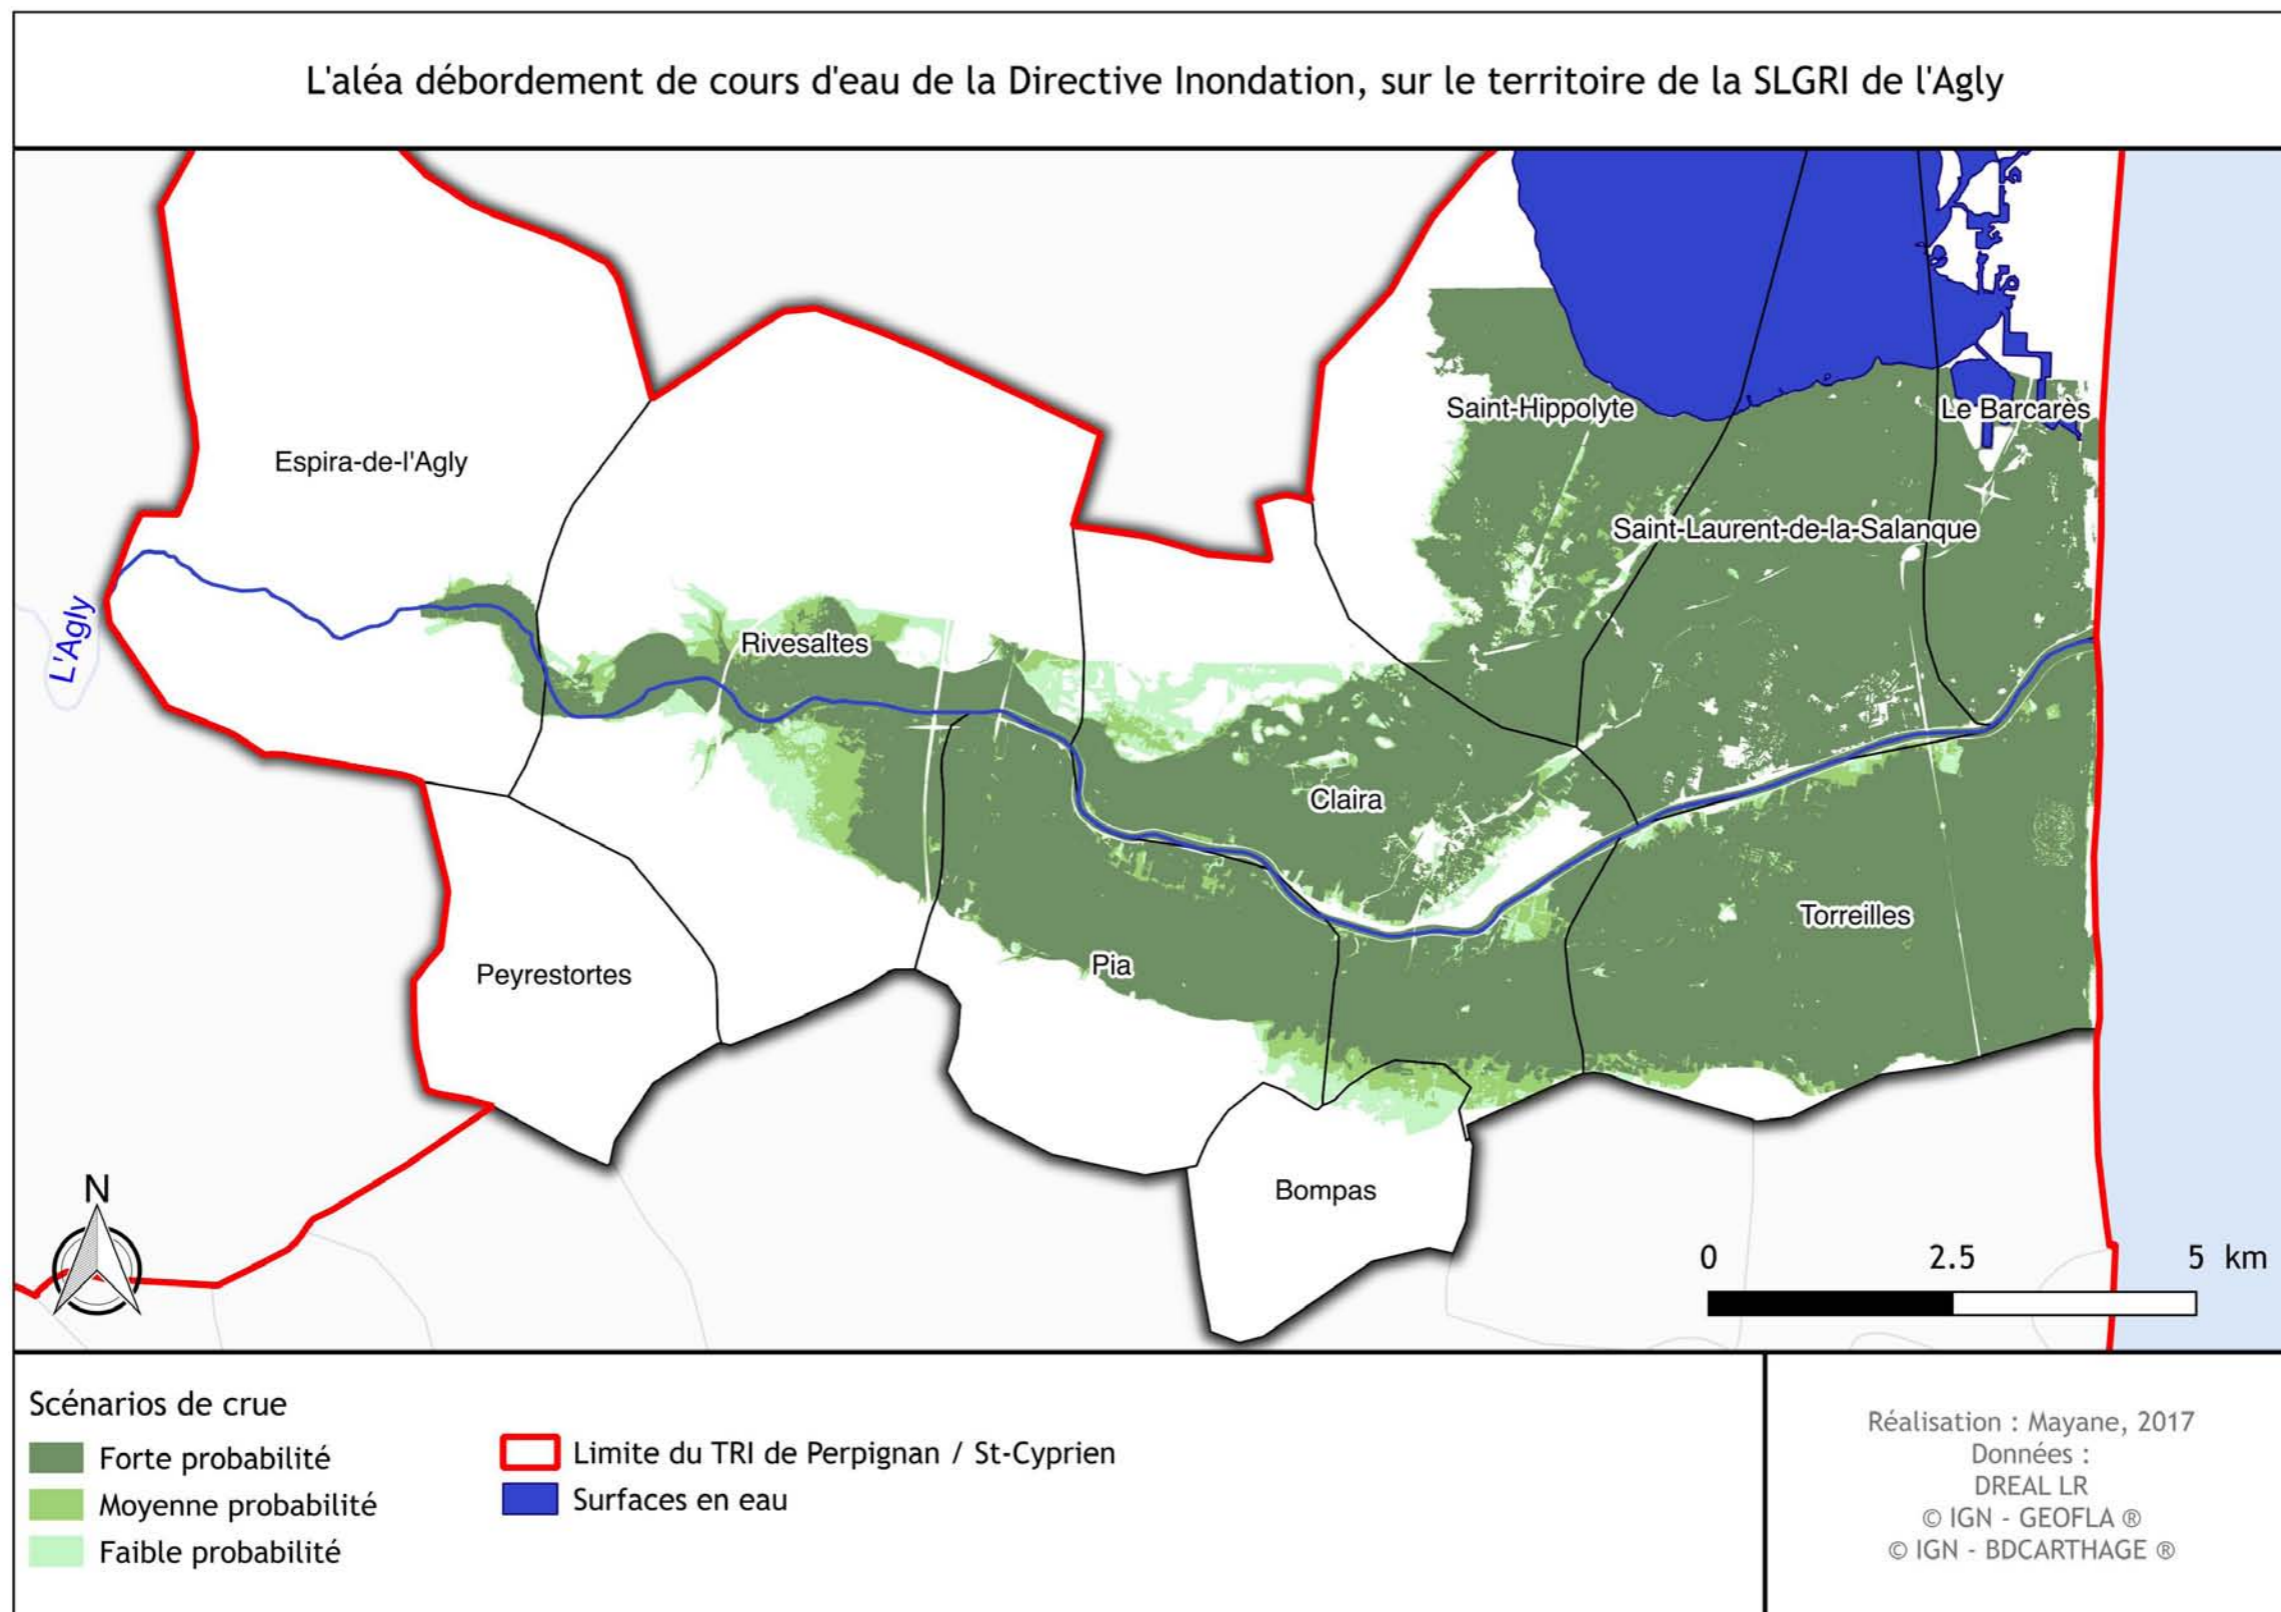 L'aléa débordement de cours d'eau de la Directive Inondation, sur le territoire de la SLGRI de l'Agly
Saint-Hippolyte
Le Barcarès
Espira-de-l'Agly
Saint-Laurent-de-la-Salanque
L'Agly
Rivesaltes
Claira
Torreilles
Pia
Peyrestortes
Bompas
N
0 2.5 5 km
Scénarios de crue
Forte probabilité
Moyenne probabilité
Faible probabilité
Limite du TRI de Perpignan / St-Cyprien
Surfaces en eau
Réalisation : Mayane, 2017
Données :
DREAL LR
© IGN - GEOFLA ®
© IGN - BDCARTHAGE ®